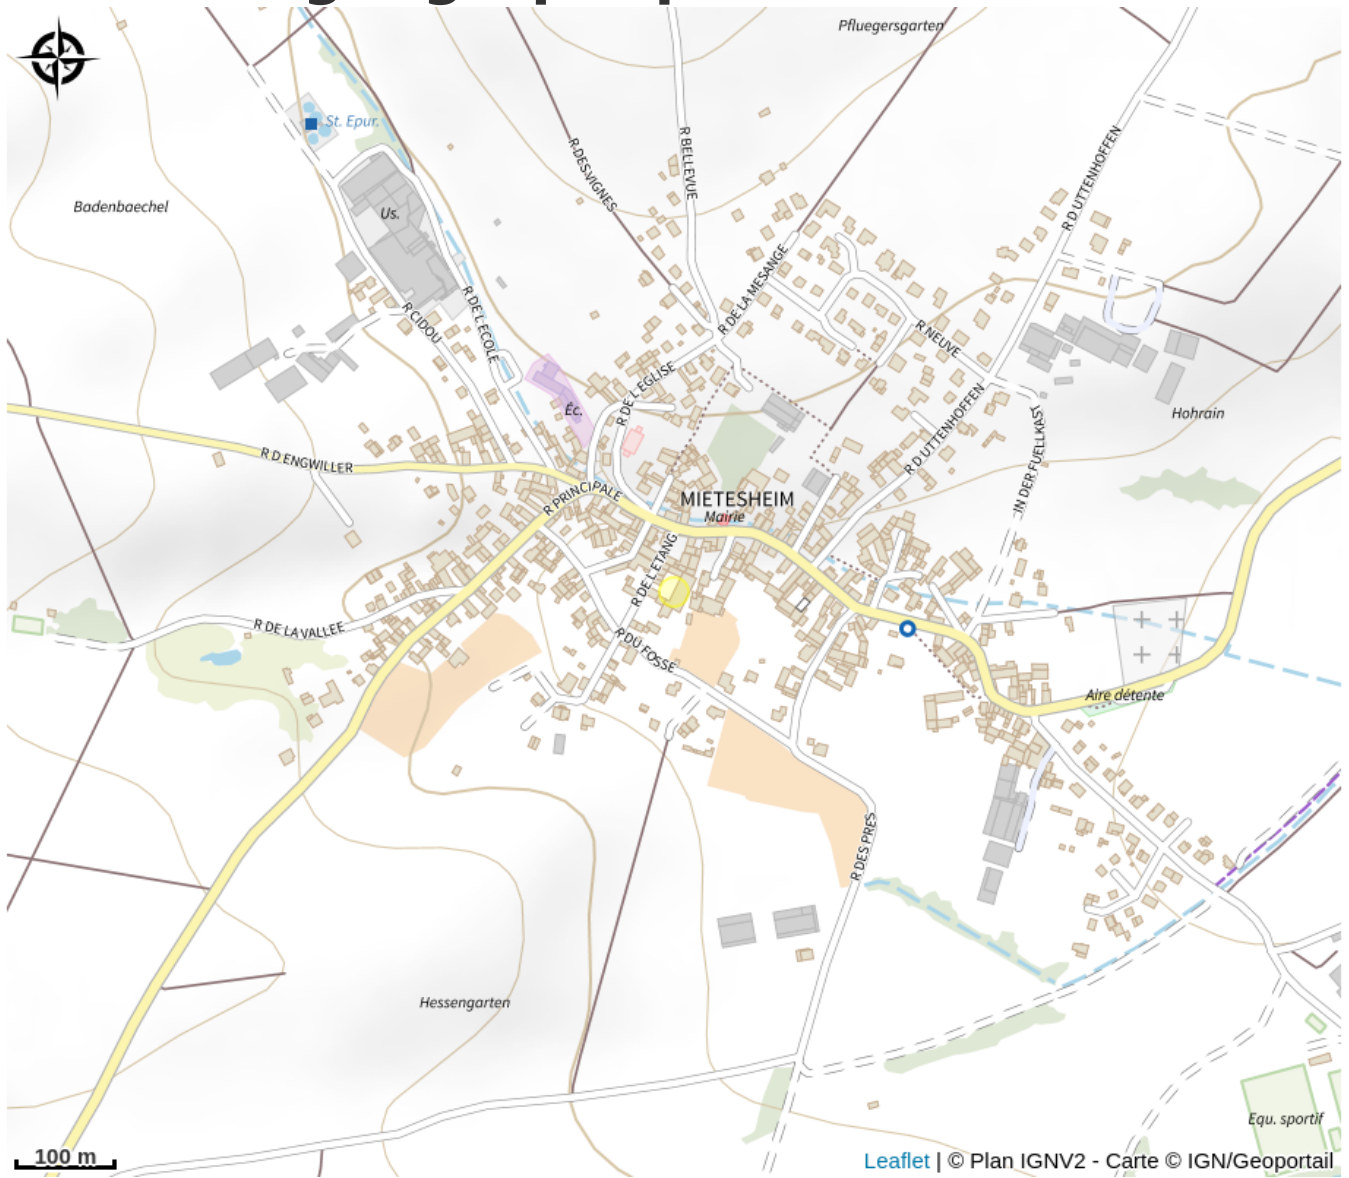 Pfluegersgarten
St. Epur.
R DES VIGNES
R BELLEVUE
R D UTTENHOFFEN
Badenbaechel
Us.
R DE LA MESANGE
R CIDOU
R DE L'ECOLE
R NEUVE
R DE L'EGLISE
Éc.
Hohrain
R D UTTENHOFFEN
IN DER FUELLKAS
R D ENGWILLER
R PRINCIPALE
MIETESHEIM
Mairie
R DE L'ETANG
R DE LA VALLEE
R DU FOSSE
Aire détente
R DES PRES
Hessengarten
Equ. sportif
100 m
Leaflet | © Plan IGNV2 - Carte © IGN/Geoportail